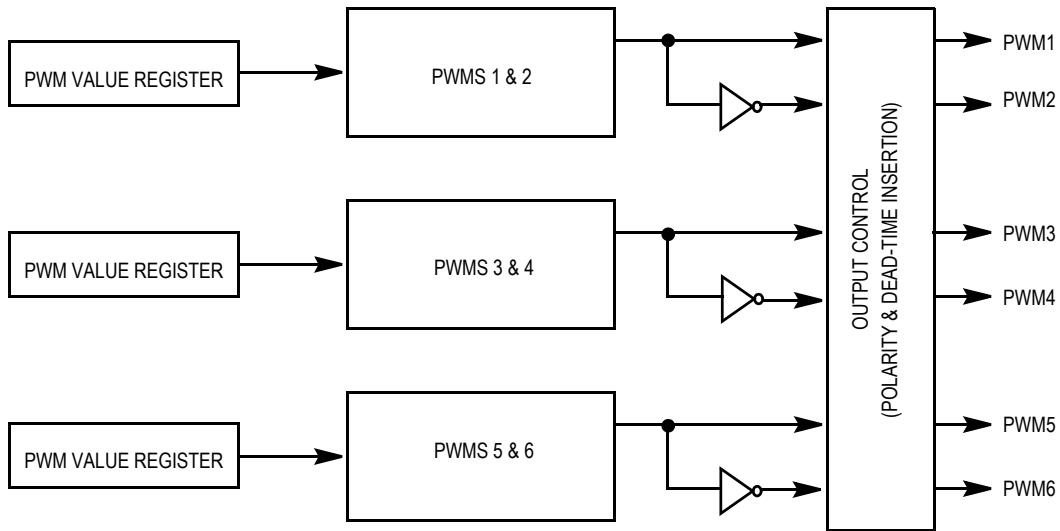 PWM VALUE REGISTER
PWMS 1 & 2
PWM1
PWM2
PWM VALUE REGISTER
PWMS 3 & 4
PWM3
PWM4
PWM VALUE REGISTER
PWMS 5 & 6
PWM5
PWM6
OUTPUT CONTROL
(POLARITY & DEAD-TIME INSERTION)